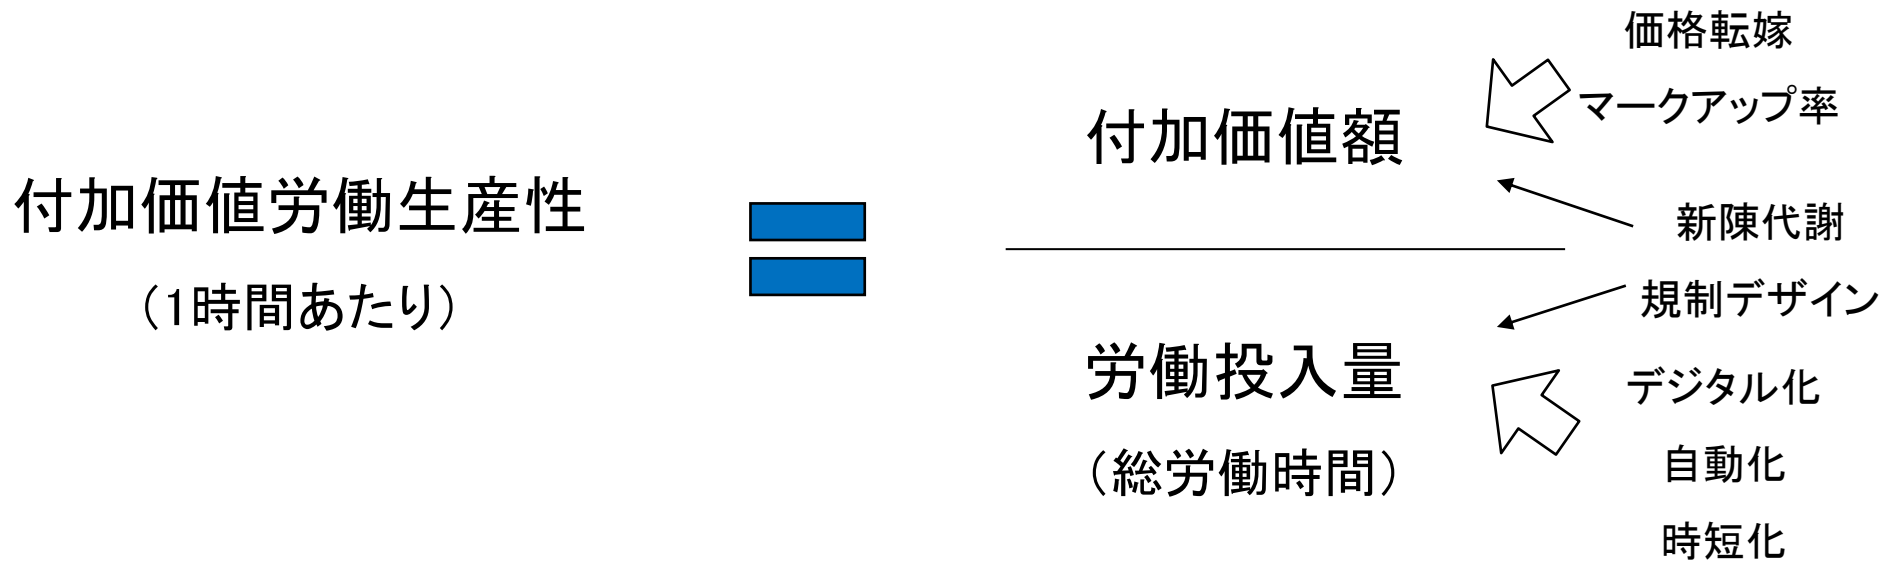 付加価値労働生産性
（1時間あたり）
付加価値額
労働投入量
（総労働時間）
価格転嫁
マークアップ率
新陳代謝
規制デザイン
デジタル化
自動化
時短化